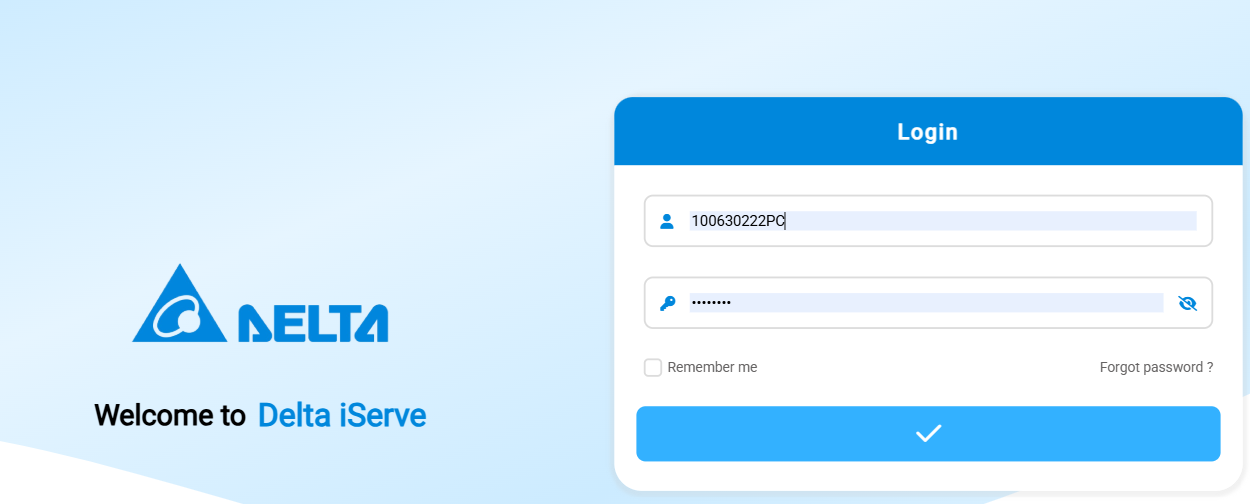 Login
100630222PC
••••••••
DELTA
Remember me
Forgot password ?
Welcome to Delta iServe